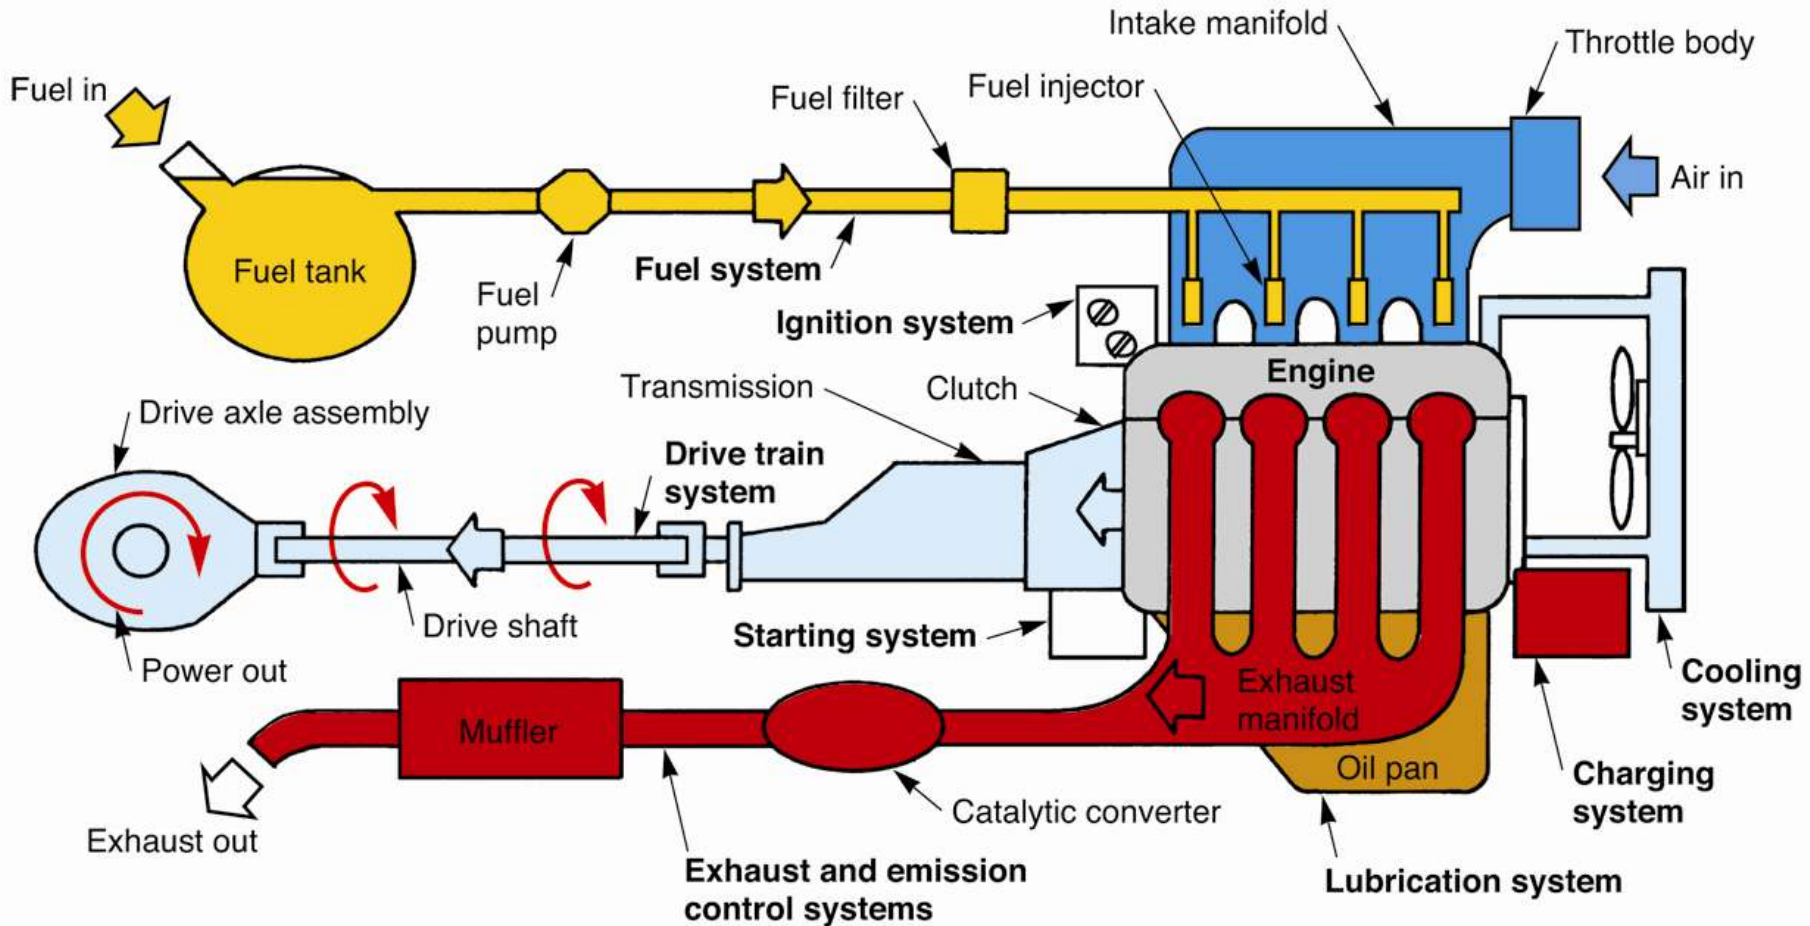 Intake manifold
Throttle body
Fuel in
Fuel filter
Fuel injector
Air in
Fuel tank
Fuel system
Fuel
pump
Ignition system
Engine
Transmission
Clutch
Drive axle assembly
Drive train
system
Drive shaft
Starting system
Power out
Exhaust
manifold
Cooling
system
Muffler
Oil pan
Charging
system
Catalytic converter
Exhaust out
Exhaust and emission
control systems
Lubrication system